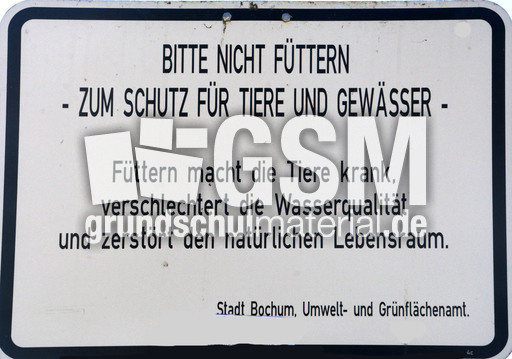 BITTE NICHT FÜTTERN
- ZUM SCHUTZ FÜR TIERE UND GEWÄSSER -
GSM
Füttern macht die Tiere krank,
verschlechtert die Wasserqualität
grundschulmaterial.de
und zerstört den natürlichen Lebensraum.
Stadt Bochum, Umwelt- und Grünflächenamt.